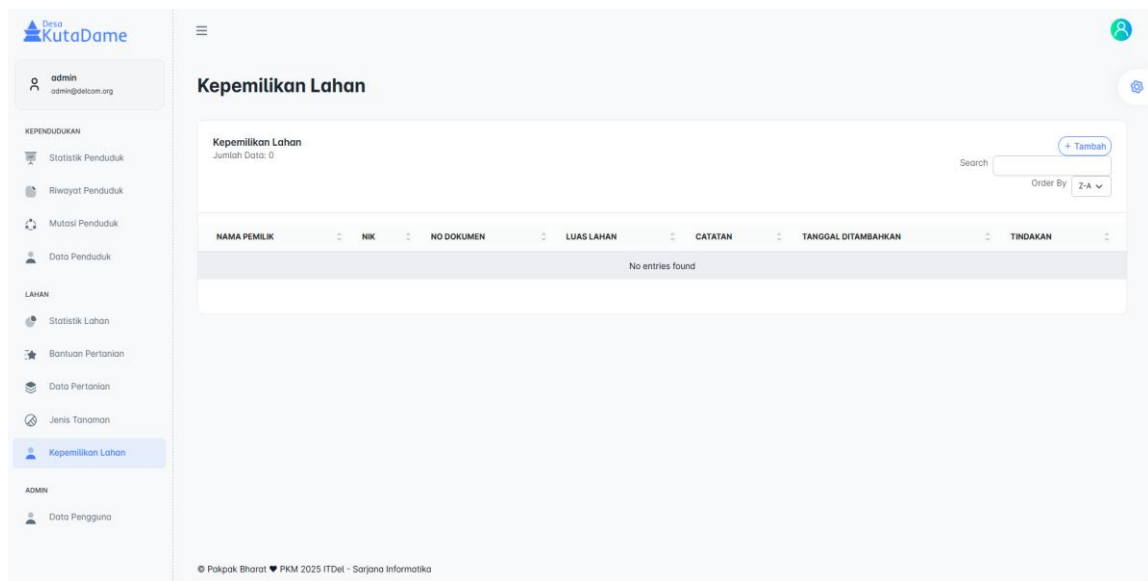 Desa
KutaDame
admin
admin@delcom.org
KEPENDUDUKAN
Statistik Penduduk
Riwayat Penduduk
Mutasi Penduduk
Data Penduduk
LAHAN
Statistik Lahan
Bantuan Pertanian
Data Pertanian
Jenis Tanaman
Kepemilikan Lahan
ADMIN
Data Pengguna
Kepemilikan Lahan
Kepemilikan Lahan
Jumlah Data: 0
+ Tambah
Search
Order By Z-A
NAMA PEMILIK NIK NO DOKUMEN LUAS LAHAN CATATAN TANGGAL DITAMBAHKAN TINDAKAN
No entries found
© Pakpak Bharat ♥ PKM 2025 ITDel - Sarjana Informatika